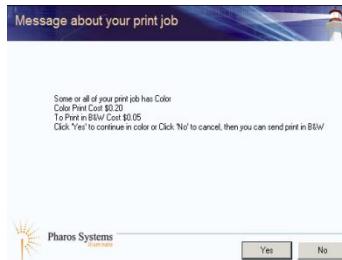 Message about your print job
Some or all of your print job has Color
Color Print Cost $0.20
To Print in B&W Cost $0.05
Click 'Yes' to continue in color or Click 'No' to cancel, then you can send print in B&W
Pharos Systems
Yes No